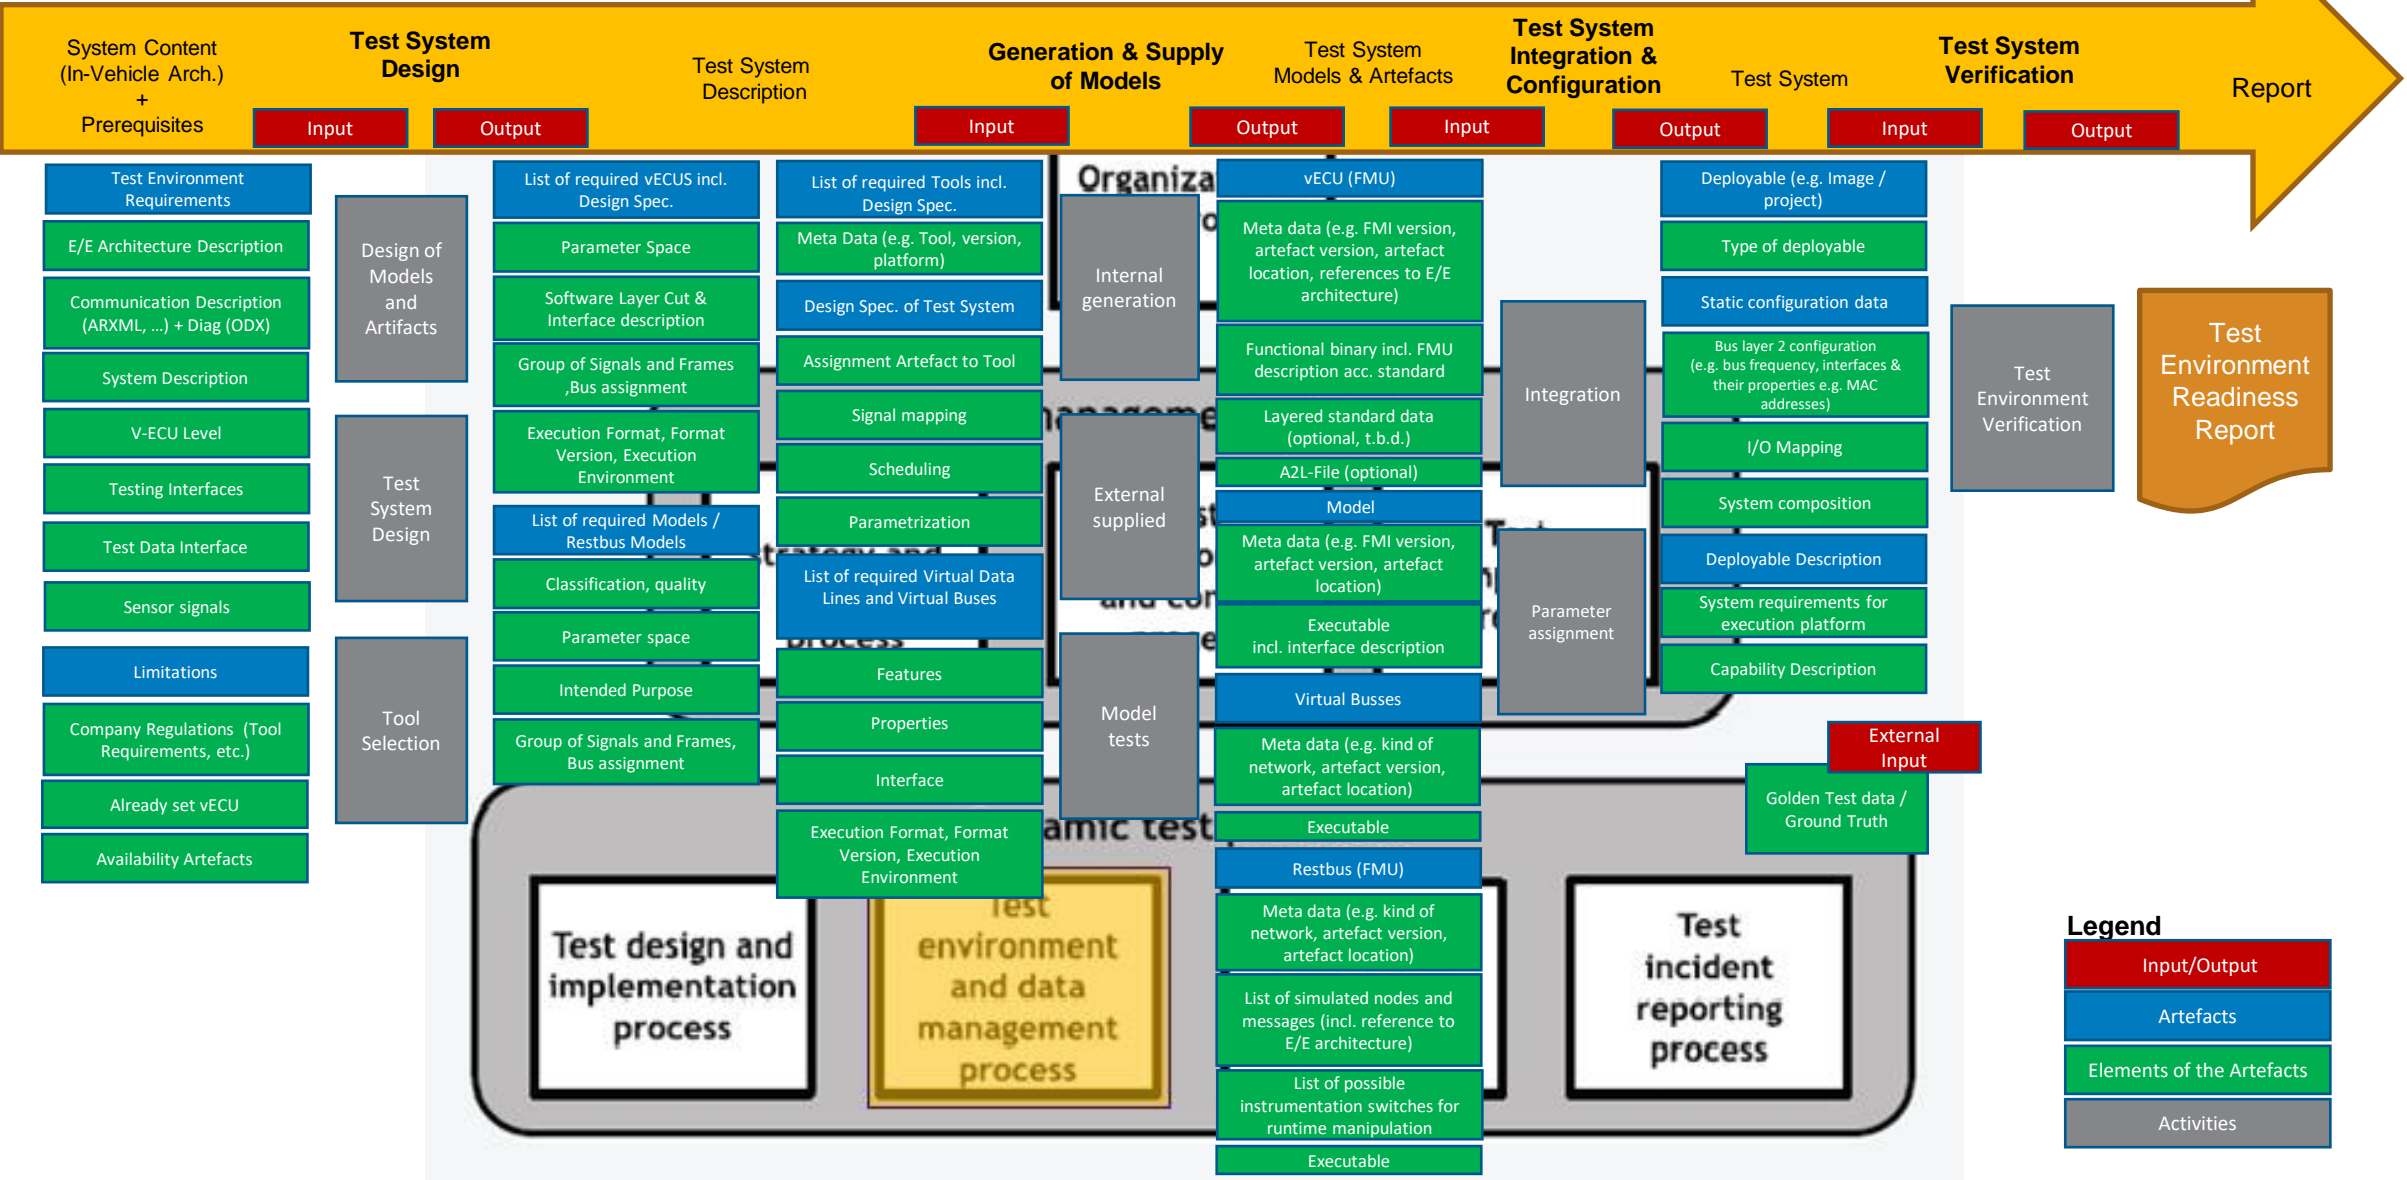 System Content
(In-Vehicle Arch.)
+
Prerequisites
Test System
Design
Test System
Description
Generation & Supply
of Models
Test System
Models & Artefacts
Test System
Integration &
Configuration
Test System
Test System
Verification
Report
Input
Output
Input
Output
Input
Output
Input
Output
Test Environment
Requirements
E/E Architecture Description
Communication Description
(ARXML, ...) + Diag (ODX)
System Description
V-ECU Level
Testing Interfaces
Test Data Interface
Sensor signals
Limitations
Company Regulations (Tool
Requirements, etc.)
Already set vECU
Availability Artefacts
Design of
Models
and
Artifacts
Test
System
Design
Tool
Selection
List of required vECUS incl.
Design Spec.
Parameter Space
Software Layer Cut &
Interface description
Group of Signals and Frames
,Bus assignment
Execution Format, Format
Version, Execution
Environment
List of required Models /
Restbus Models
Classification, quality
Parameter space
Intended Purpose
Group of Signals and Frames,
Bus assignment
List of required Tools incl.
Design Spec.
Meta Data (e.g. Tool, version,
platform)
Design Spec. of Test System
Assignment Artefact to Tool
Signal mapping
Scheduling
Parametrization
List of required Virtual Data
Lines and Virtual Buses
Features
Properties
Interface
Execution Format, Format
Version, Execution
Environment
Internal
generation
External
supplied
Model
tests
vECU (FMU)
Meta data (e.g. FMI version,
artefact version, artefact
location, references to E/E
architecture)
Functional binary incl. FMU
description acc. standard
Layered standard data
(optional, t.b.d.)
A2L-File (optional)
Model
Meta data (e.g. FMI version,
artefact version, artefact
location)
Executable
incl. interface description
Virtual Busses
Meta data (e.g. kind of
network, artefact version,
artefact location)
Executable
Restbus (FMU)
Meta data (e.g. kind of
network, artefact version,
artefact location)
List of simulated nodes and
messages (incl. reference to
E/E architecture)
List of possible
instrumentation switches for
runtime manipulation
Executable
Integration
Parameter
assignment
Deployable (e.g. Image /
project)
Type of deployable
Static configuration data
Bus layer 2 configuration
(e.g. bus frequency, interfaces &
their properties e.g. MAC
addresses)
I/O Mapping
System composition
Deployable Description
System requirements for
execution platform
Capability Description
External
Input
Golden Test data /
Ground Truth
Test
Environment
Verification
Test
Environment
Readiness
Report
strategy and
process
Test design and
implementation
process
Test
environment
and data
management
process
Test
incident
reporting
process
Legend
Input/Output
Artefacts
Elements of the Artefacts
Activities